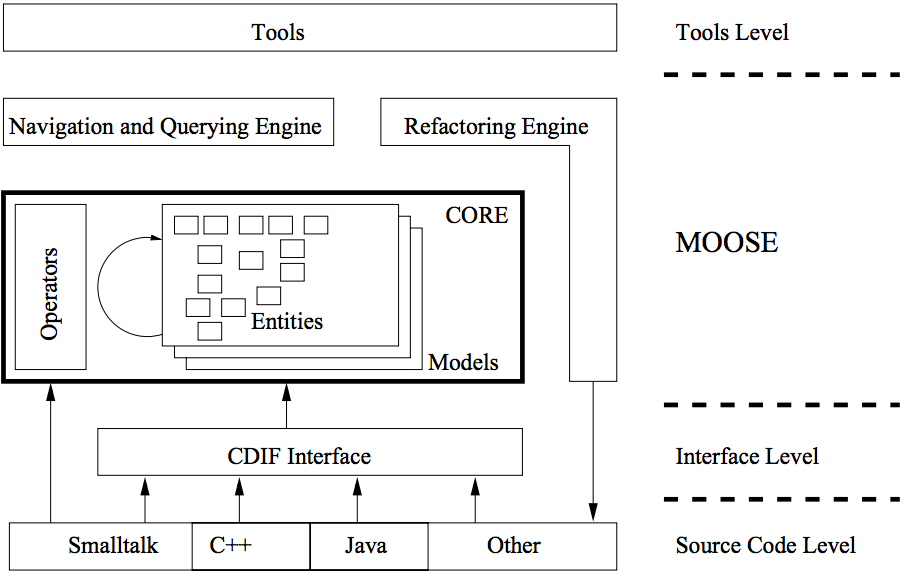 Tools
Tools Level
Navigation and Querying Engine
Refactoring Engine
CORE
MOOSE
Operators
Entities
Models
CDIF Interface
Interface Level
Smalltalk
C++
Java
Other
Source Code Level